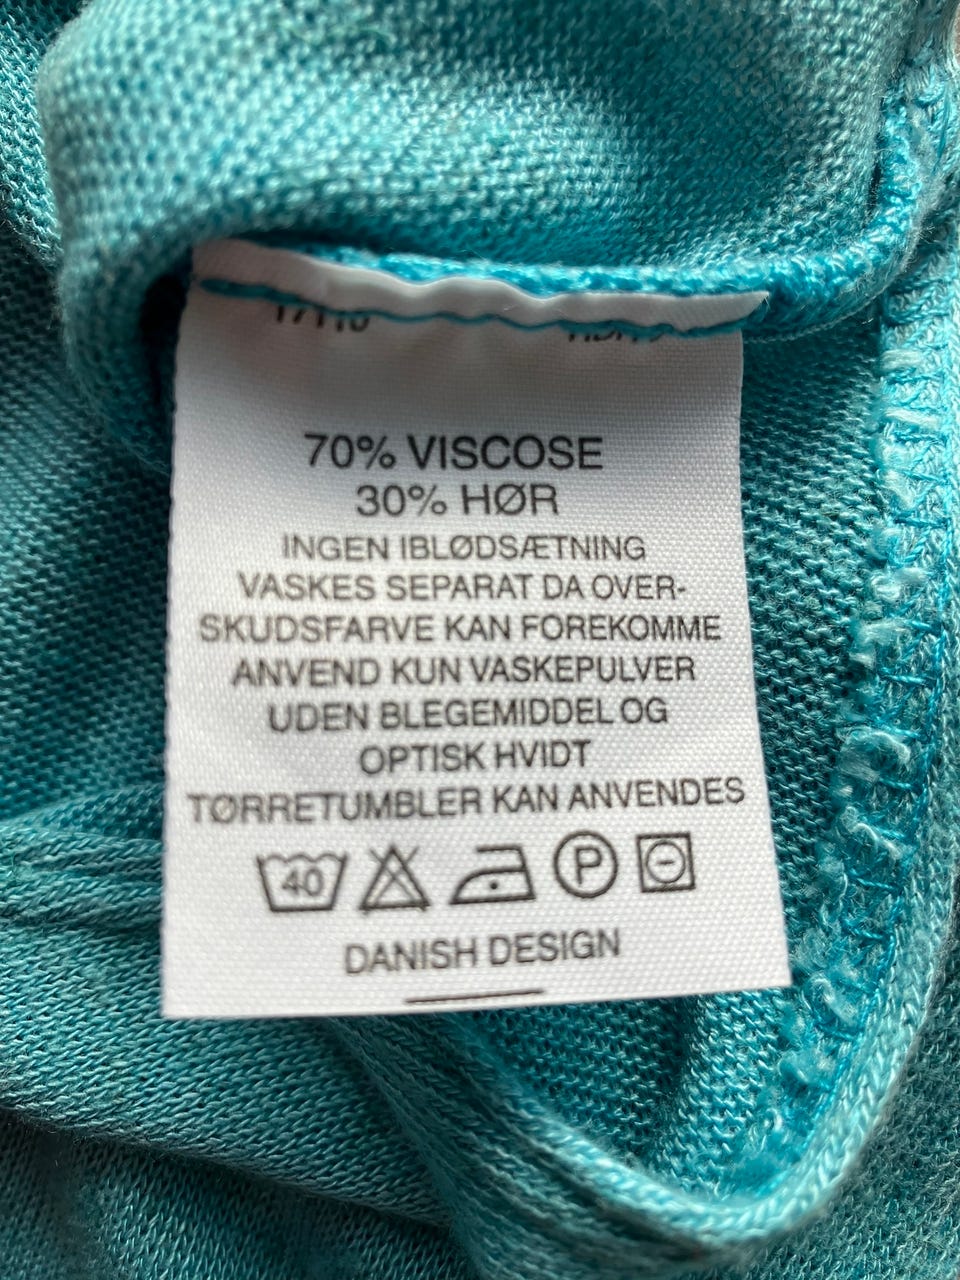 70% VISCOSE
30% HØR
INGEN IBLØDSÆTNING
VASKES SEPARAT DA OVER-
SKUDSFARVE KAN FOREKOMME
ANVEND KUN VASKEPULVER
UDEN BLEGEMIDDEL OG
OPTISK HVIDT
TØRRETUMBLER KAN ANVENDES
40 P
DANISH DESIGN